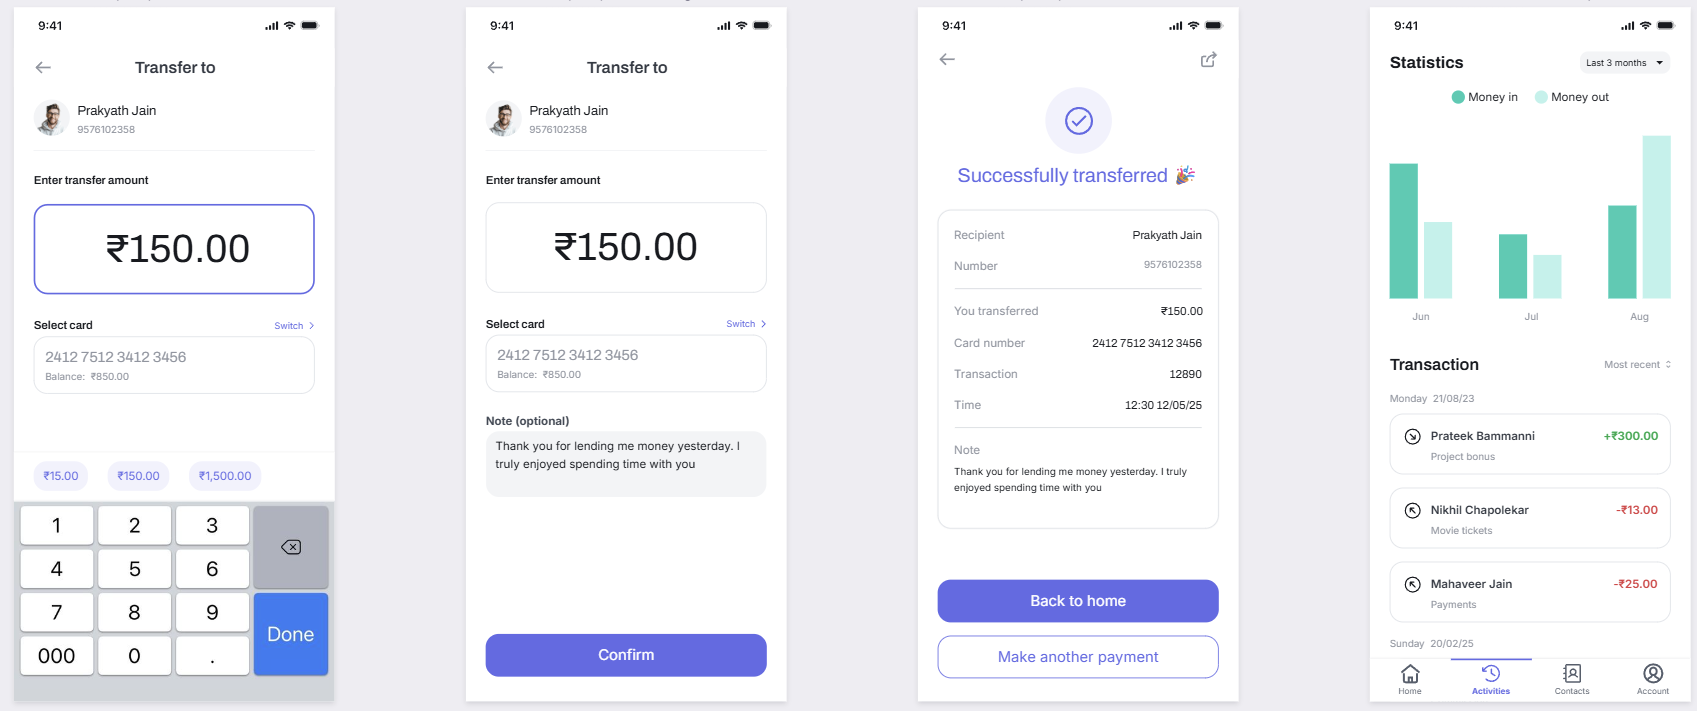 9:41
Transfer to
Prakyath Jain
9576102358
Enter transfer amount
₹150.00
Select card
Switch
2412 7512 3412 3456
Balance: ₹850.00
₹15.00 ₹150.00 ₹1,500.00
1 2 3
4 5 6
7 8 9
Done
000 0 .
9:41
Transfer to
Prakyath Jain
9576102358
Enter transfer amount
₹150.00
Select card
Switch
2412 7512 3412 3456
Balance: ₹850.00
Note (optional)
Thank you for lending me money yesterday. I
truly enjoyed spending time with you
Confirm
9:41
Successfully transferred 🎉
Recipient Prakyath Jain
Number 9576102358
You transferred ₹150.00
Card number 2412 7512 3412 3456
Transaction 12890
Time 12:30 12/05/25
Note
Thank you for lending me money yesterday. I truly
enjoyed spending time with you
Back to home
Make another payment
9:41
Statistics Last 3 months
Money in Money out
Jun Jul Aug
Transaction Most recent
Monday 21/08/23
Prateek Bammanni +₹300.00
Project bonus
Nikhil Chapolekar -₹13.00
Movie tickets
Mahaveer Jain -₹25.00
Payments
Sunday 20/02/25
Home Activities Contacts Account